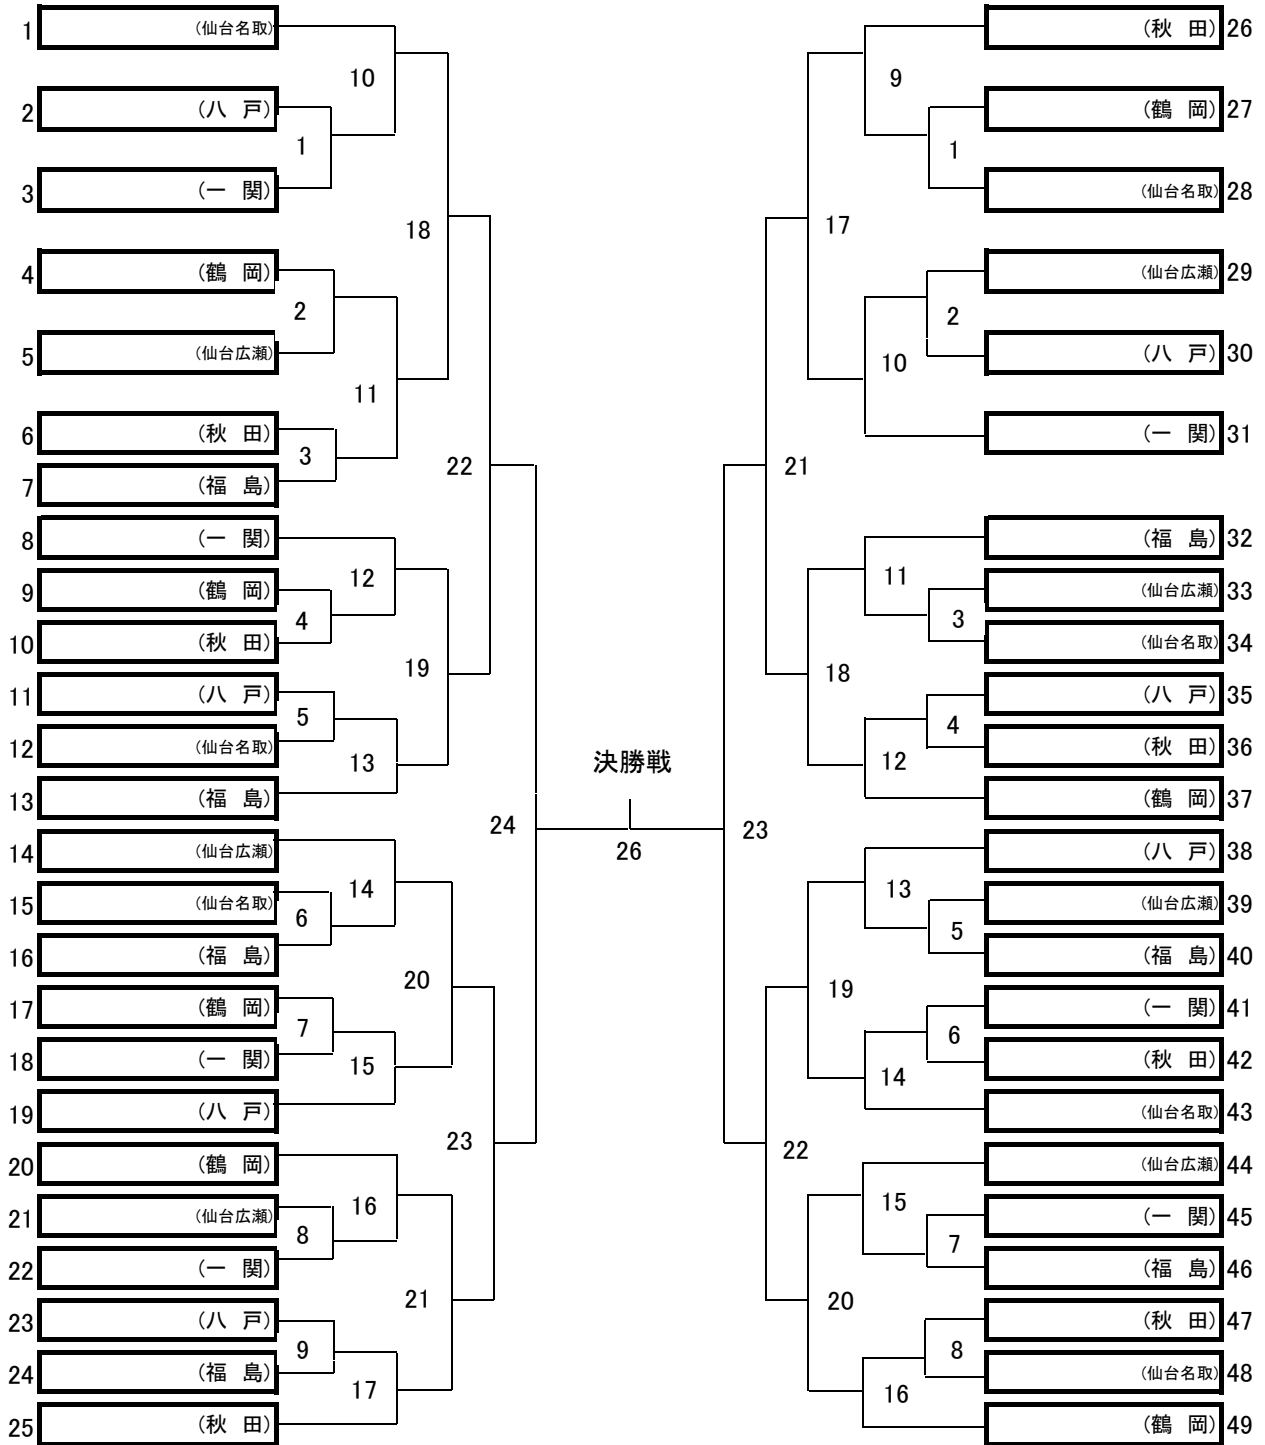 1 (仙台名取)
10
2 (八 戸)
1
3 (一 関)
18
4 (鶴 岡)
2
5 (仙台広瀬)
11
6 (秋 田)
3
7 (福 島)
22
8 (一 関)
12
9 (鶴 岡)
4
10 (秋 田)
19
11 (八 戸)
5
12 (仙台名取)
13
13 (福 島)
24
14 (仙台広瀬)
14
15 (仙台名取)
6
16 (福 島)
20
17 (鶴 岡)
7
18 (一 関)
15
19 (八 戸)
23
20 (鶴 岡)
16
21 (仙台広瀬)
8
22 (一 関)
21
23 (八 戸)
9
24 (福 島)
17
25 (秋 田)
決勝戦
26
(秋 田) 26
9
(鶴 岡) 27
1
(仙台名取) 28
17
(仙台広瀬) 29
2
(八 戸) 30
10
(一 関) 31
21
(福 島) 32
11
(仙台広瀬) 33
3
(仙台名取) 34
18
(八 戸) 35
4
(秋 田) 36
12
(鶴 岡) 37
23
(八 戸) 38
13
(仙台広瀬) 39
5
(福 島) 40
19
(一 関) 41
6
(秋 田) 42
14
(仙台名取) 43
22
(仙台広瀬) 44
15
(一 関) 45
7
(福 島) 46
20
(秋 田) 47
8
(仙台名取) 48
16
(鶴 岡) 49